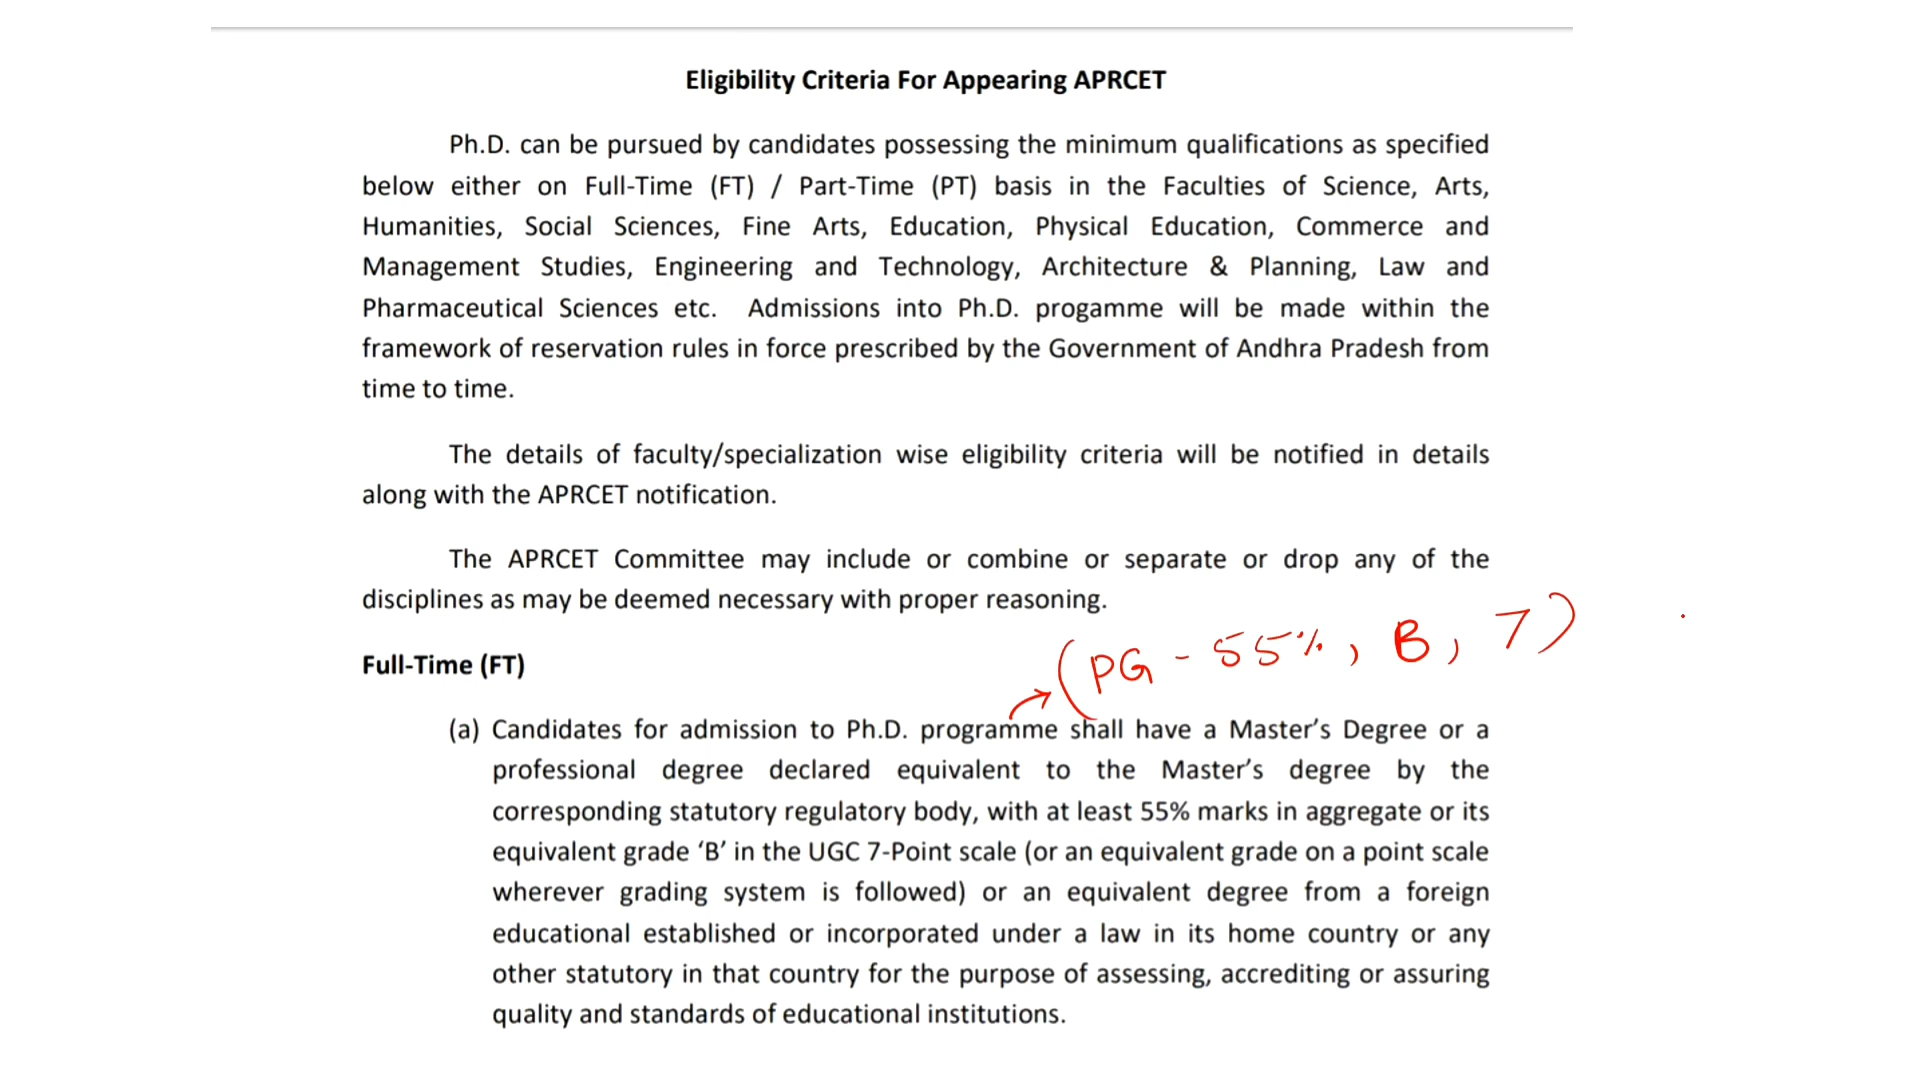 Eligibility Criteria For Appearing APRCET
Ph.D. can be pursued by candidates possessing the minimum qualifications as specified
below either on Full-Time (FT) / Part-Time (PT) basis in the Faculties of Science, Arts,
Humanities, Social Sciences, Fine Arts, Education, Physical Education, Commerce and
Management Studies, Engineering and Technology, Architecture & Planning, Law and
Pharmaceutical Sciences etc. Admissions into Ph.D. progamme will be made within the
framework of reservation rules in force prescribed by the Government of Andhra Pradesh from
time to time.
The details of faculty/specialization wise eligibility criteria will be notified in details
along with the APRCET notification.
The APRCET Committee may include or combine or separate or drop any of the
disciplines as may be deemed necessary with proper reasoning.
(PG - 55%, B, 7)
Full-Time (FT)
(a) Candidates for admission to Ph.D. programme shall have a Master’s Degree or a
professional degree declared equivalent to the Master’s degree by the
corresponding statutory regulatory body, with at least 55% marks in aggregate or its
equivalent grade ‘B’ in the UGC 7-Point scale (or an equivalent grade on a point scale
wherever grading system is followed) or an equivalent degree from a foreign
educational established or incorporated under a law in its home country or any
other statutory in that country for the purpose of assessing, accrediting or assuring
quality and standards of educational institutions.